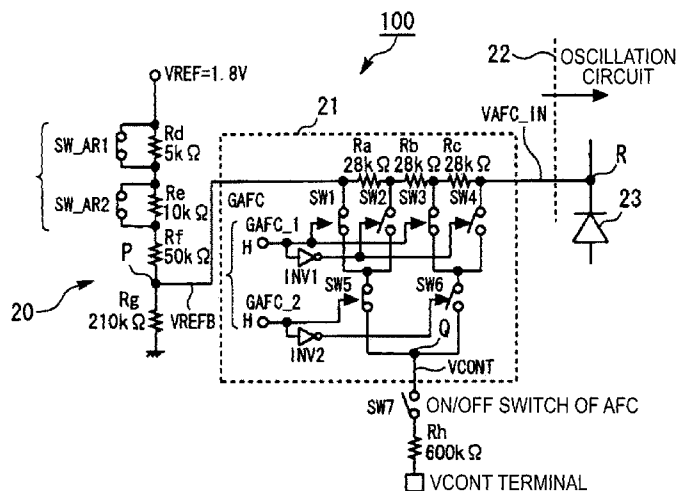 100
VREF=1.8V
22
OSCILLATION
CIRCUIT
21
SW_AR1
Rd
5kΩ
Ra
28kΩ
Rb
28kΩ
Rc
28kΩ
VAFC_IN
R
SW_AR2
Re
10kΩ
GAFC
SW1
SW2
SW3
SW4
23
GAFC_1
H
INV1
Rf
50kΩ
P
20
SW5
SW6
GAFC_2
H
INV2
Rg
210kΩ
VREFB
Q
VCONT
SW7
ON/OFF SWITCH OF AFC
Rh
600kΩ
VCONT TERMINAL